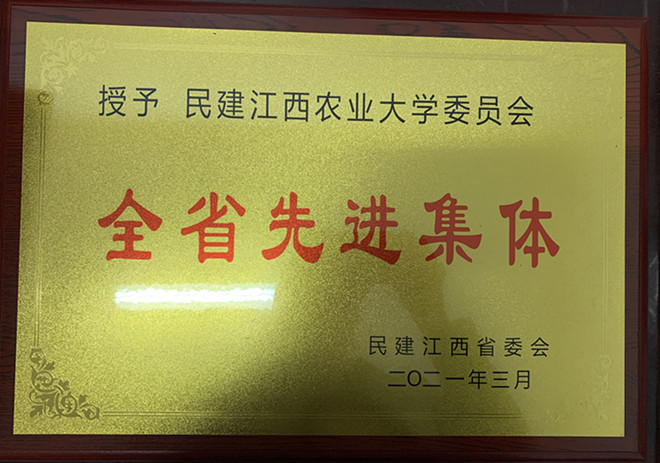 授予 民建江西农业大学委员会
全省先进集体
民建江西省委会
二〇二一年三月